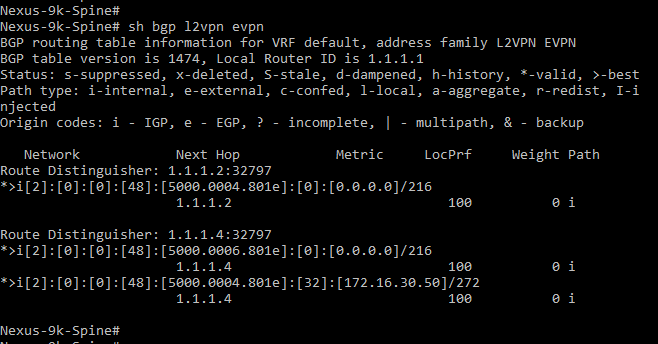 Nexus-9k-Spine#
Nexus-9k-Spine# sh bgp l2vpn evpn
BGP routing table information for VRF default, address family L2VPN EVPN
BGP table version is 1474, Local Router ID is 1.1.1.1
Status: s-suppressed, x-deleted, S-stale, d-dampened, h-history, *-valid, >-best
Path type: i-internal, e-external, c-confed, l-local, a-aggregate, r-redist, I-i
njected
Origin codes: i - IGP, e - EGP, ? - incomplete, | - multipath, & - backup
   Network            Next Hop            Metric     LocPrf     Weight Path
Route Distinguisher: 1.1.1.2:32797
*>i[2]:[0]:[0]:[48]:[5000.0004.801e]:[0]:[0.0.0.0]/216
                      1.1.1.2                           100          0 i
Route Distinguisher: 1.1.1.4:32797
*>i[2]:[0]:[0]:[48]:[5000.0006.801e]:[0]:[0.0.0.0]/216
                      1.1.1.4                           100          0 i
*>i[2]:[0]:[0]:[48]:[5000.0004.801e]:[32]:[172.16.30.50]/272
                      1.1.1.4                           100          0 i
Nexus-9k-Spine#
Nexus-9k-Spine#